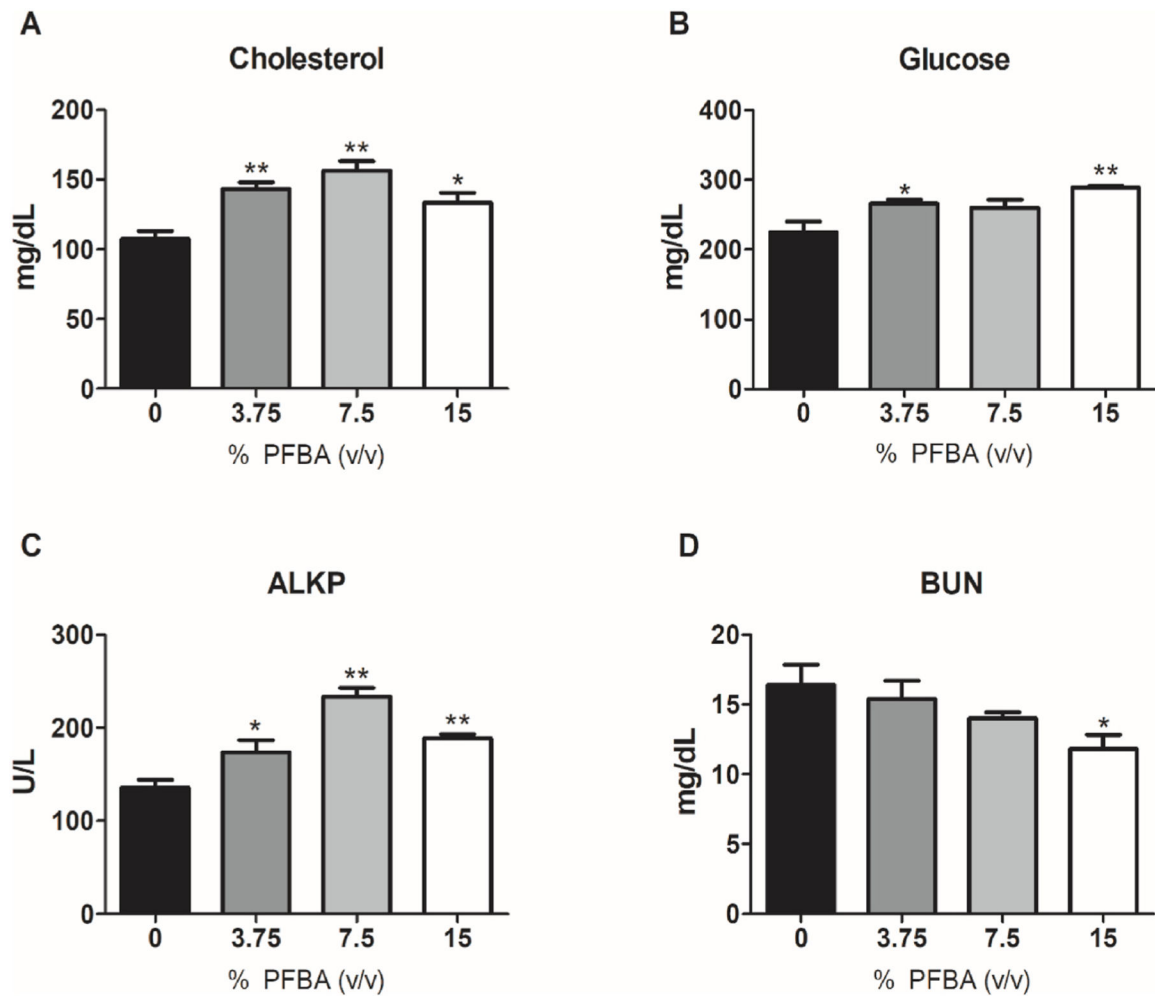 A
Cholesterol
200
150
100
50
0
mg/dL
**
**
*
0 3.75 7.5 15
% PFBA (v/v)
B
Glucose
400
300
200
100
0
mg/dL
*
**
0 3.75 7.5 15
% PFBA (v/v)
C
ALKP
300
200
100
0
U/L
*
**
**
0 3.75 7.5 15
% PFBA (v/v)
D
BUN
20
15
10
5
0
mg/dL
*
0 3.75 7.5 15
% PFBA (v/v)